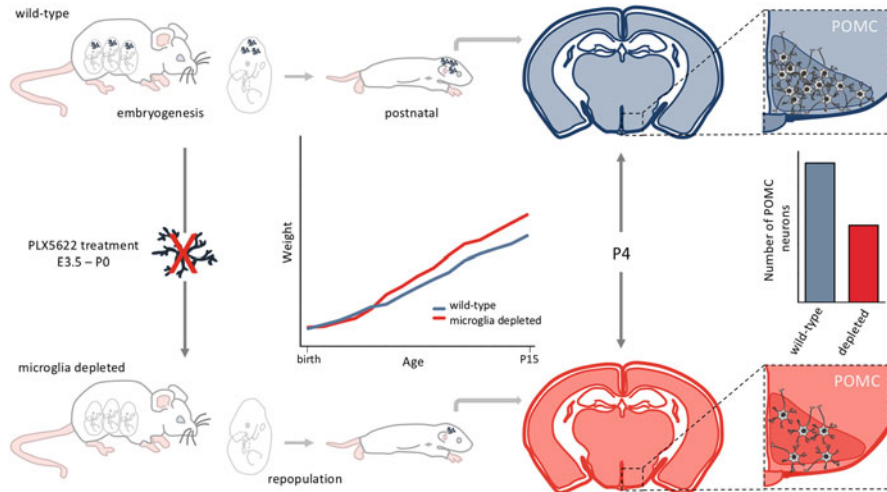 wild-type
embryogenesis
postnatal
POMC
PLX5622 treatment
E3.5 – P0
Weight
wild-type
microglia depleted
birth
Age
P15
P4
Number of POMC
neurons
wild-type
depleted
microglia depleted
repopulation
POMC